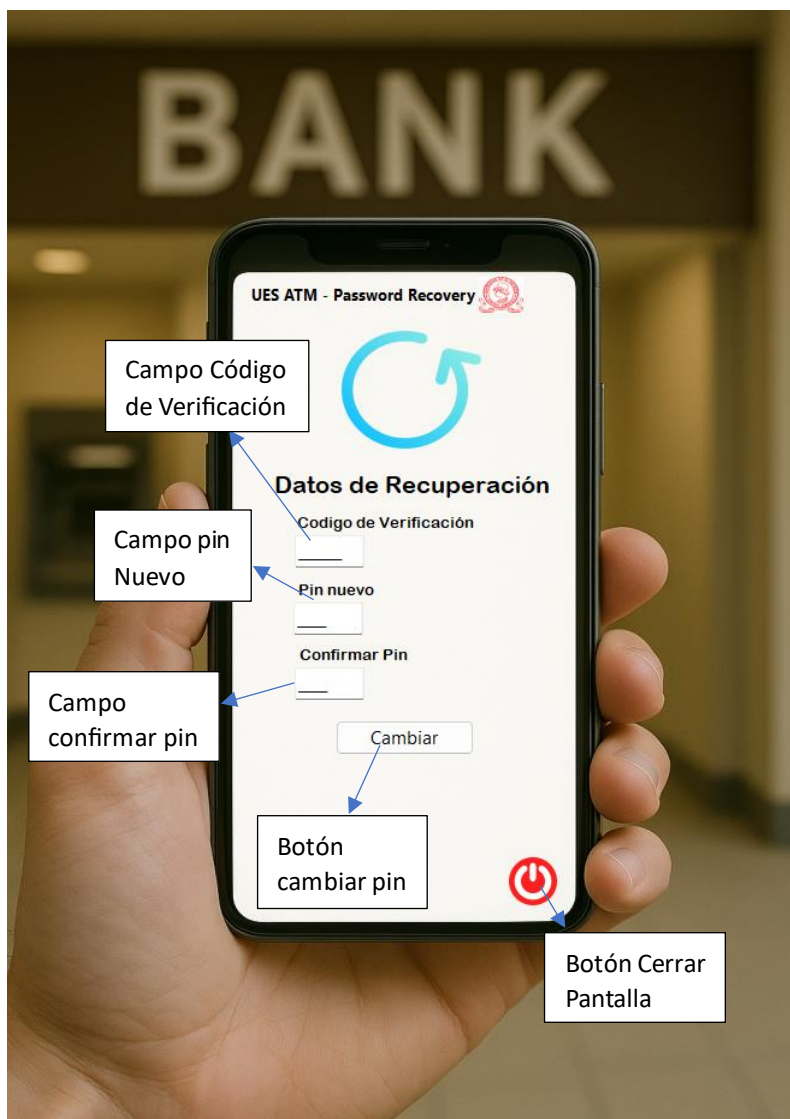 BANK
UES ATM - Password Recovery
Campo Código
de Verificación
Datos de Recuperación
Codigo de Verificación
Campo pin
Nuevo
Pin nuevo
Confirmar Pin
Campo
confirmar pin
Cambiar
Botón
cambiar pin
Botón Cerrar
Pantalla